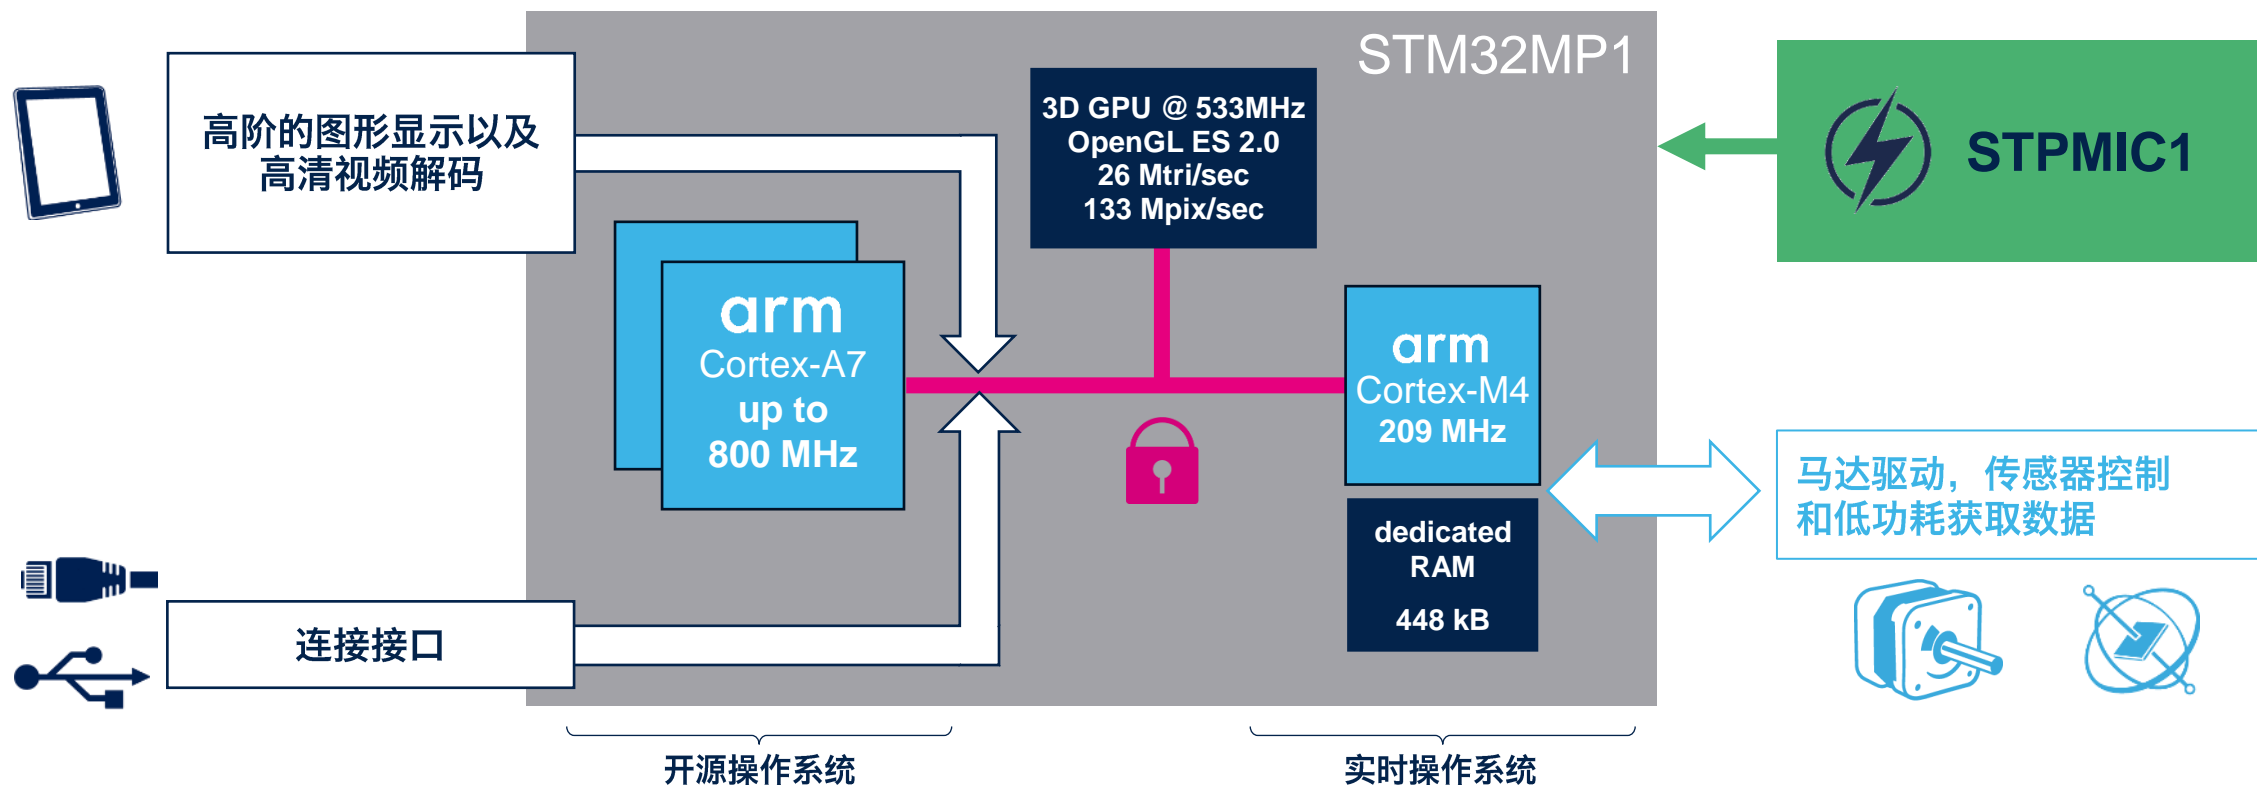 STM32MP1
高阶的图形显示以及
高清视频解码
3D GPU @ 533MHz
OpenGL ES 2.0
26 Mtri/sec
133 Mpix/sec
STPMIC1
arm
Cortex-A7
up to
800 MHz
arm
Cortex-M4
209 MHz
马达驱动，传感器控制
和低功耗获取数据
dedicated
RAM
448 kB
连接接口
开源操作系统
实时操作系统